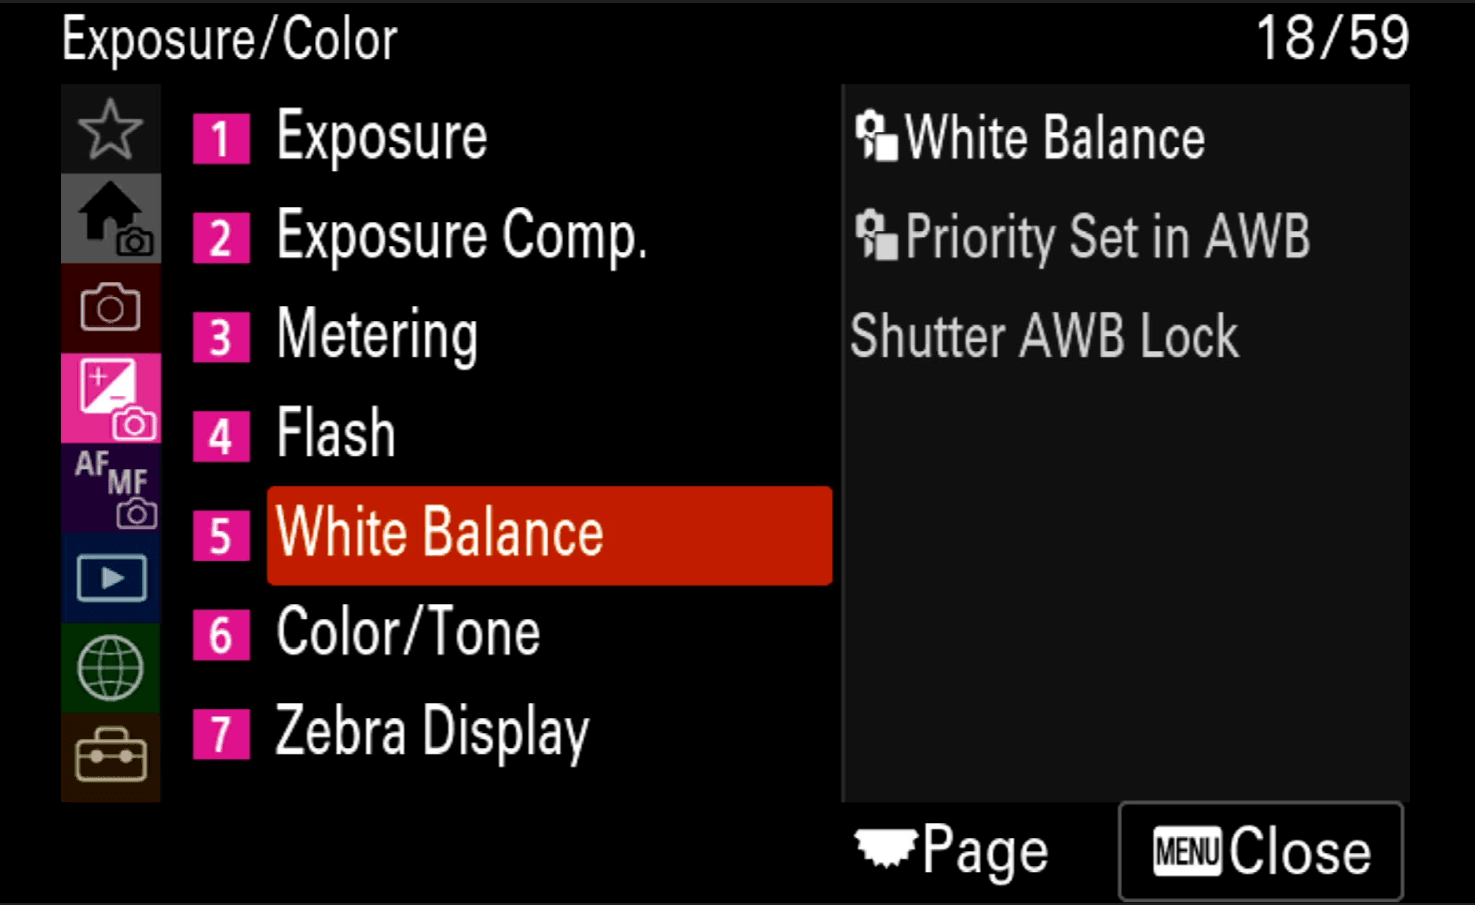 Exposure/Color 18/59
1 Exposure
2 Exposure Comp.
3 Metering
4 Flash
5 White Balance
6 Color/Tone
7 Zebra Display
AF MF
White Balance
Priority Set in AWB
Shutter AWB Lock
Page MENU Close